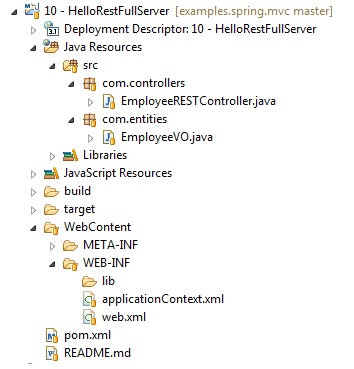 10 - HelloRestFullServer [examples.spring.mvc master]
Deployment Descriptor: 10 - HelloRestFullServer
Java Resources
src
com.controllers
EmployeeRESTController.java
com.entities
EmployeeVO.java
Libraries
JavaScript Resources
build
target
WebContent
META-INF
WEB-INF
lib
applicationContext.xml
web.xml
pom.xml
README.md